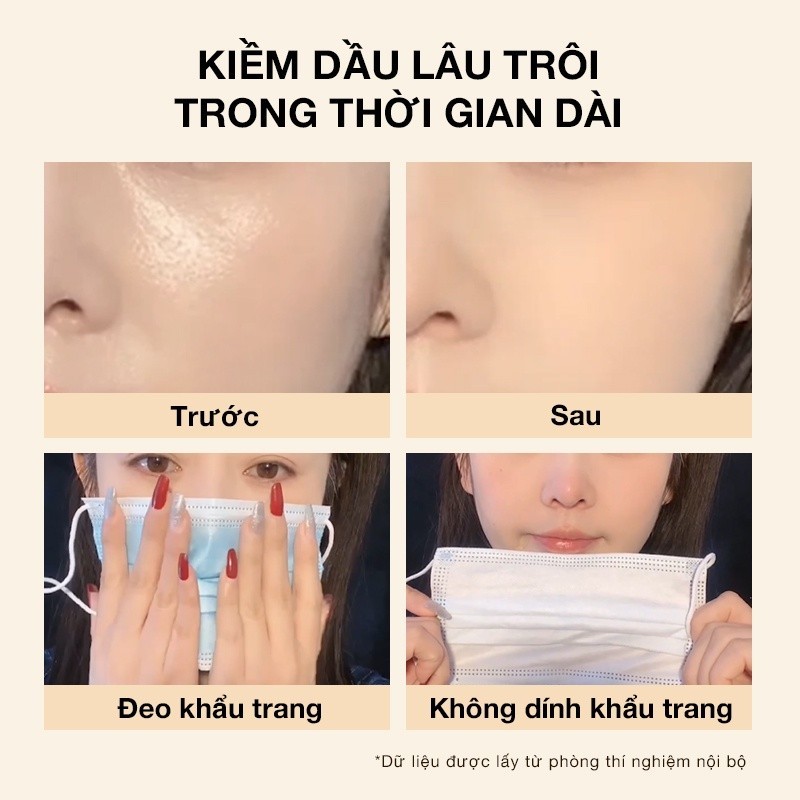 KIỀM DẦU LÂU TRÔI
TRONG THỜI GIAN DÀI
Trước
Sau
Đeo khẩu trang
Không dính khẩu trang
*Dữ liệu được lấy từ phòng thí nghiệm nội bộ